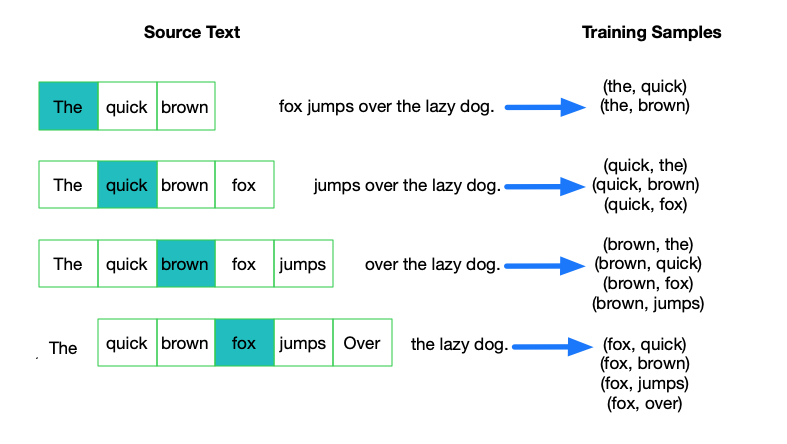 Source Text Training Samples
The quick brown fox jumps over the lazy dog. (the, quick)
(the, brown)
The quick brown fox jumps over the lazy dog. (quick, the)
(quick, brown)
(quick, fox)
The quick brown fox jumps over the lazy dog. (brown, the)
(brown, quick)
(brown, fox)
(brown, jumps)
. The quick brown fox jumps Over the lazy dog. (fox, quick)
(fox, brown)
(fox, jumps)
(fox, over)